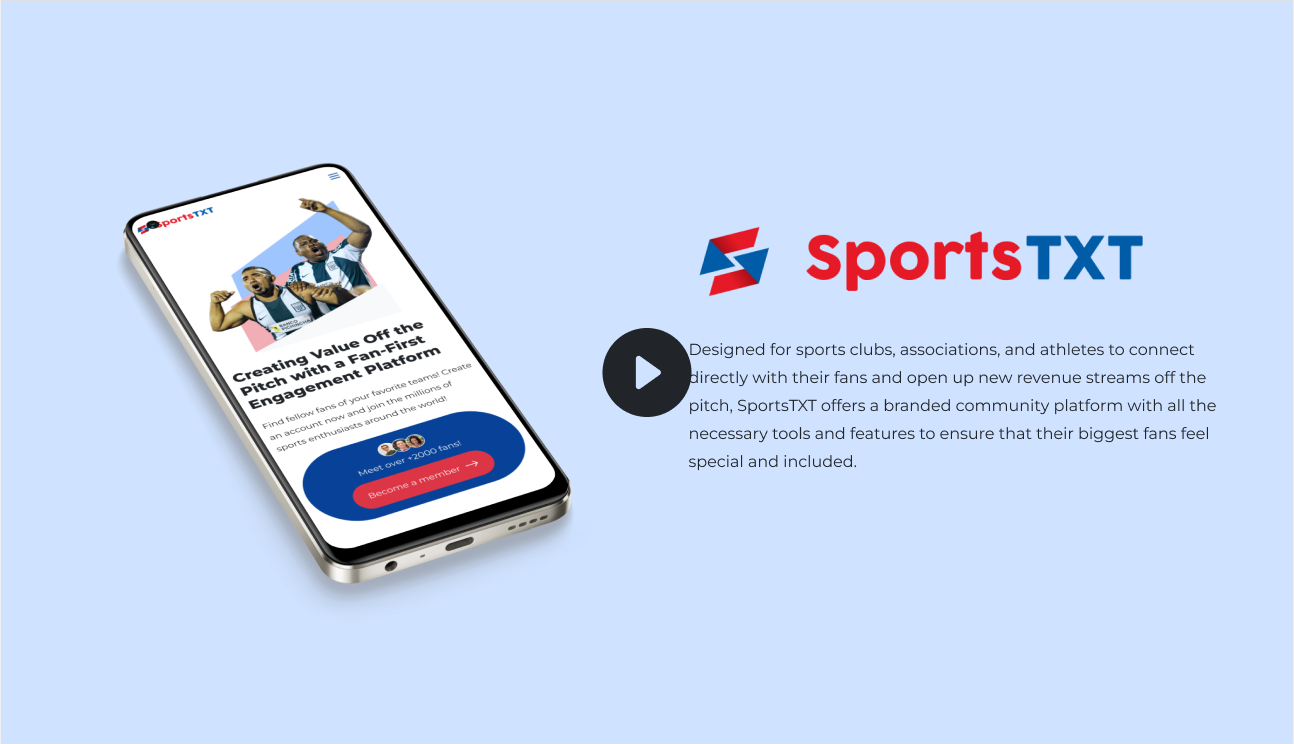 SportsTXT
Creating Value Off the
Pitch with a Fan-First
Engagement Platform
Find fellow fans of your favorite teams! Create
an account now and join the millions of
sports enthusiasts around the world!
Meet over +2000 fans!
Become a member
BANCO
PICHINCHA
SportsTXT
Designed for sports clubs, associations, and athletes to connect
directly with their fans and open up new revenue streams off the
pitch, SportsTXT offers a branded community platform with all the
necessary tools and features to ensure that their biggest fans feel
special and included.